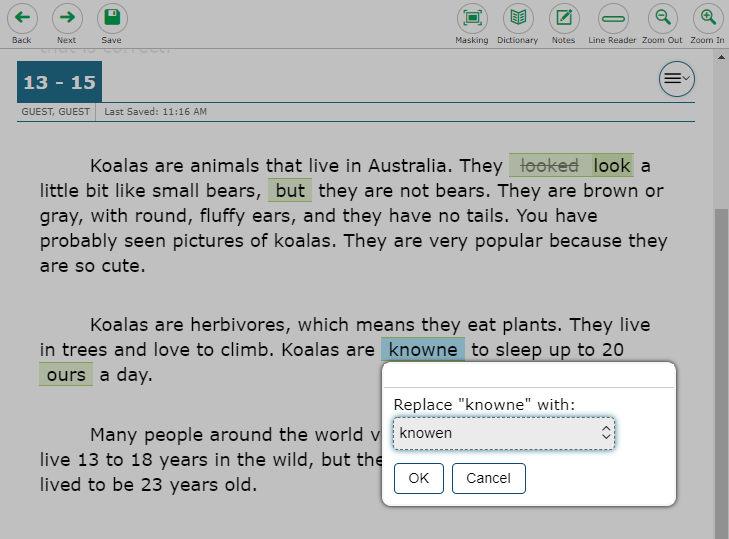 Back Next Save Masking Dictionary Notes Line Reader Zoom Out Zoom In
that is correct.
13 - 15
GUEST, GUEST Last Saved: 11:16 AM
Koalas are animals that live in Australia. They looked look a
little bit like small bears, but they are not bears. They are brown or
gray, with round, fluffy ears, and they have no tails. You have
probably seen pictures of koalas. They are very popular because they
are so cute.
Koalas are herbivores, which means they eat plants. They live
in trees and love to climb. Koalas are knowne to sleep up to 20
ours a day.
Many people around the world
live 13 to 18 years in the wild, but
lived to be 23 years old.
Replace "knowne" with:
knowen
OK Cancel